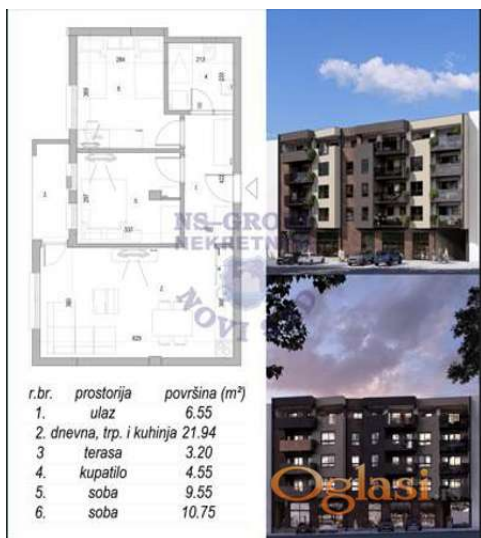 NS-GROUP
NEKRETNINE
NOVI SAD
r.br. prostorija površina (m²)
1. ulaz 6.55
2. dnevna, trp. i kuhinja 21.94
3 terasa 3.20
4. kupatilo 4.55
5. soba 9.55
6. soba 10.75
Oglasi